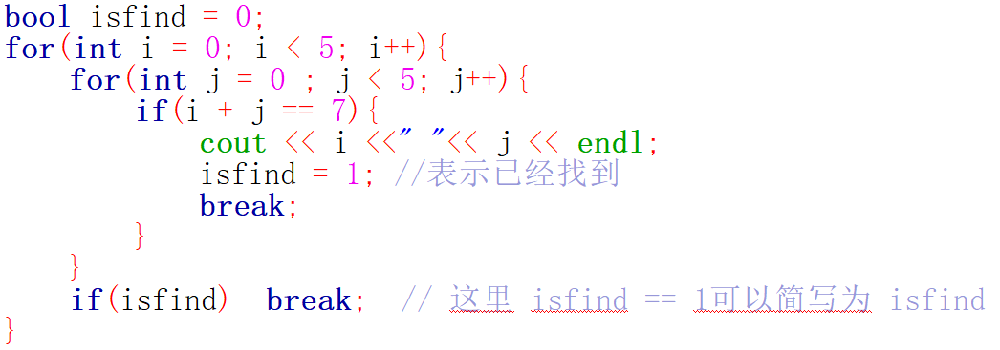 bool isfind = 0;
for(int i = 0; i < 5; i++){
    for(int j = 0 ; j < 5; j++){
        if(i + j == 7){
            cout << i <<" "<< j << endl;
            isfind = 1; //表示已经找到
            break;
        }
    }
    if(isfind)  break;  // 这里 isfind == 1可以简写为 isfind
}